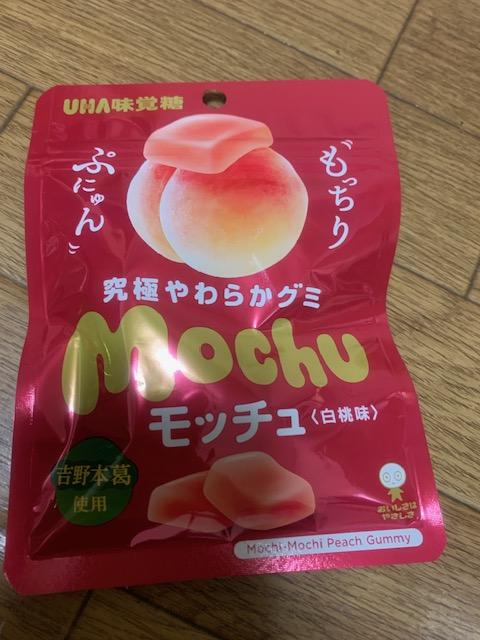 UHA味覚糖
もっちり
ぷにゅん
究極やわらかグミ
Mochu
モッチュ〈白桃味〉
吉野本葛
使用
おいしさは
やさしさ
Mochi-Mochi Peach Gummy